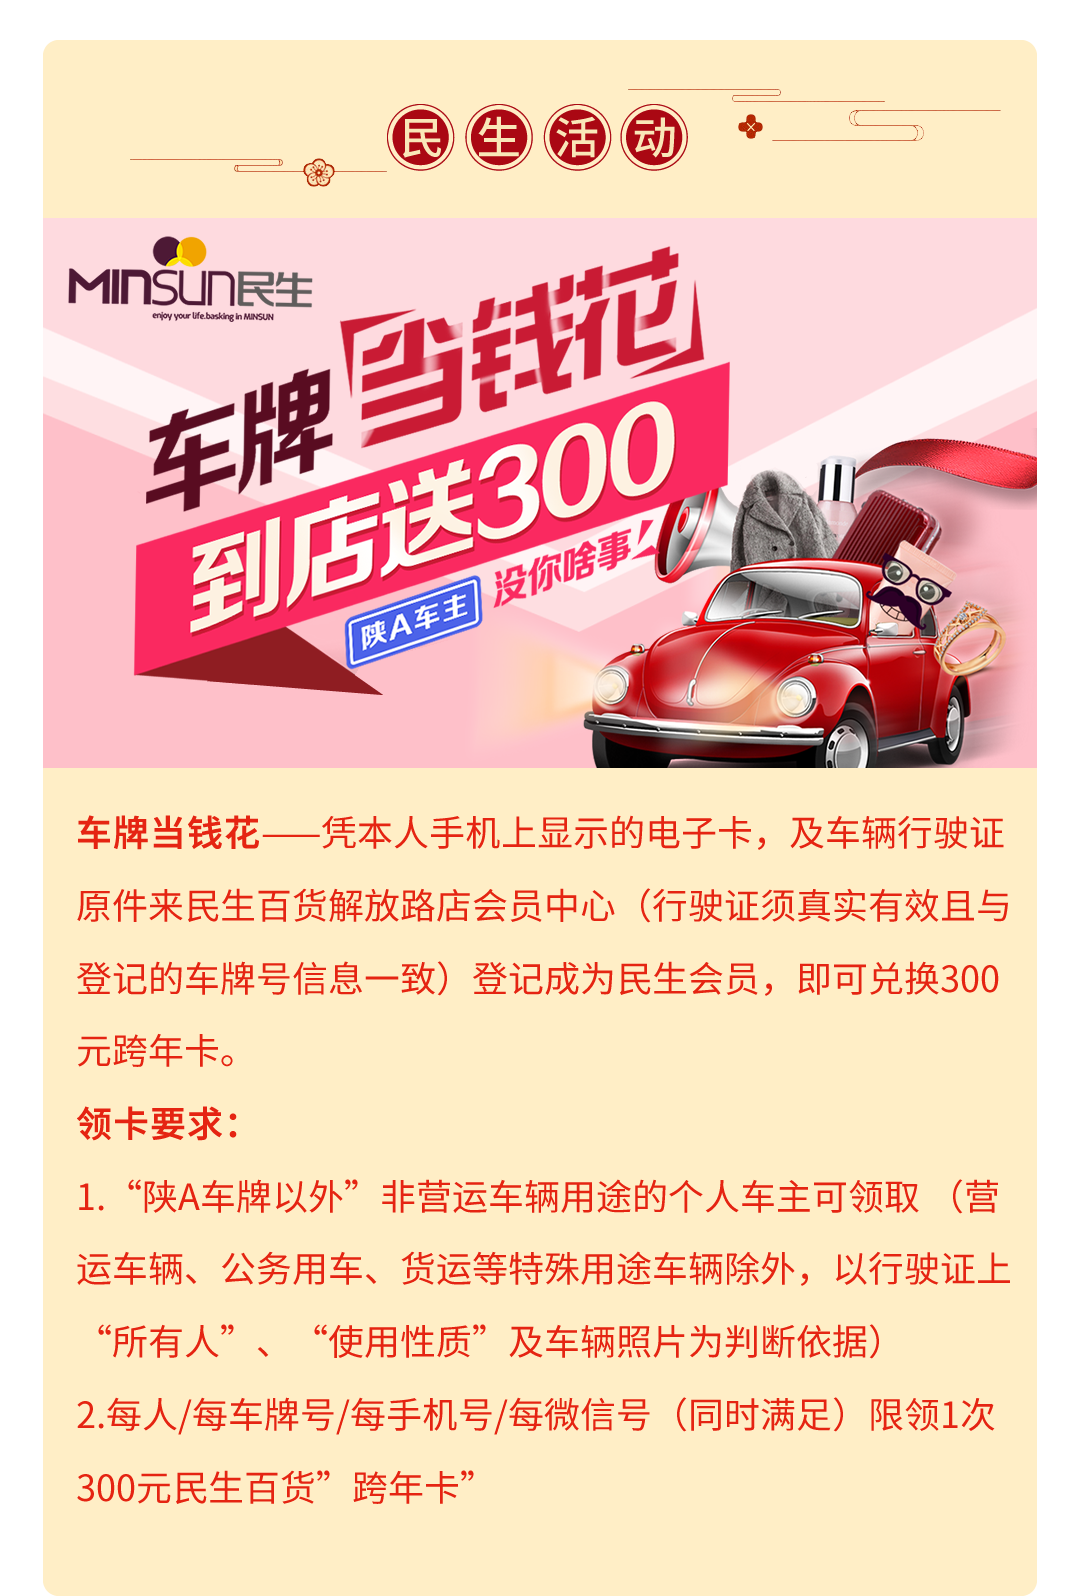 民生活动
MINSUN民生
enjoy your life.basking in MINSUN
车牌当钱花
到店送300
陕A车主 没你啥事!
车牌当钱花——凭本人手机上显示的电子卡，及车辆行驶证
原件来民生百货解放路店会员中心（行驶证须真实有效且与
登记的车牌号信息一致）登记成为民生会员，即可兑换300
元跨年卡。
领卡要求：
1.“陕A车牌以外”非营运车辆用途的个人车主可领取 （营
运车辆、公务用车、货运等特殊用途车辆除外，以行驶证上
“所有人”、“使用性质”及车辆照片为判断依据）
2.每人/每车牌号/每手机号/每微信号（同时满足）限领1次
300元民生百货”跨年卡”